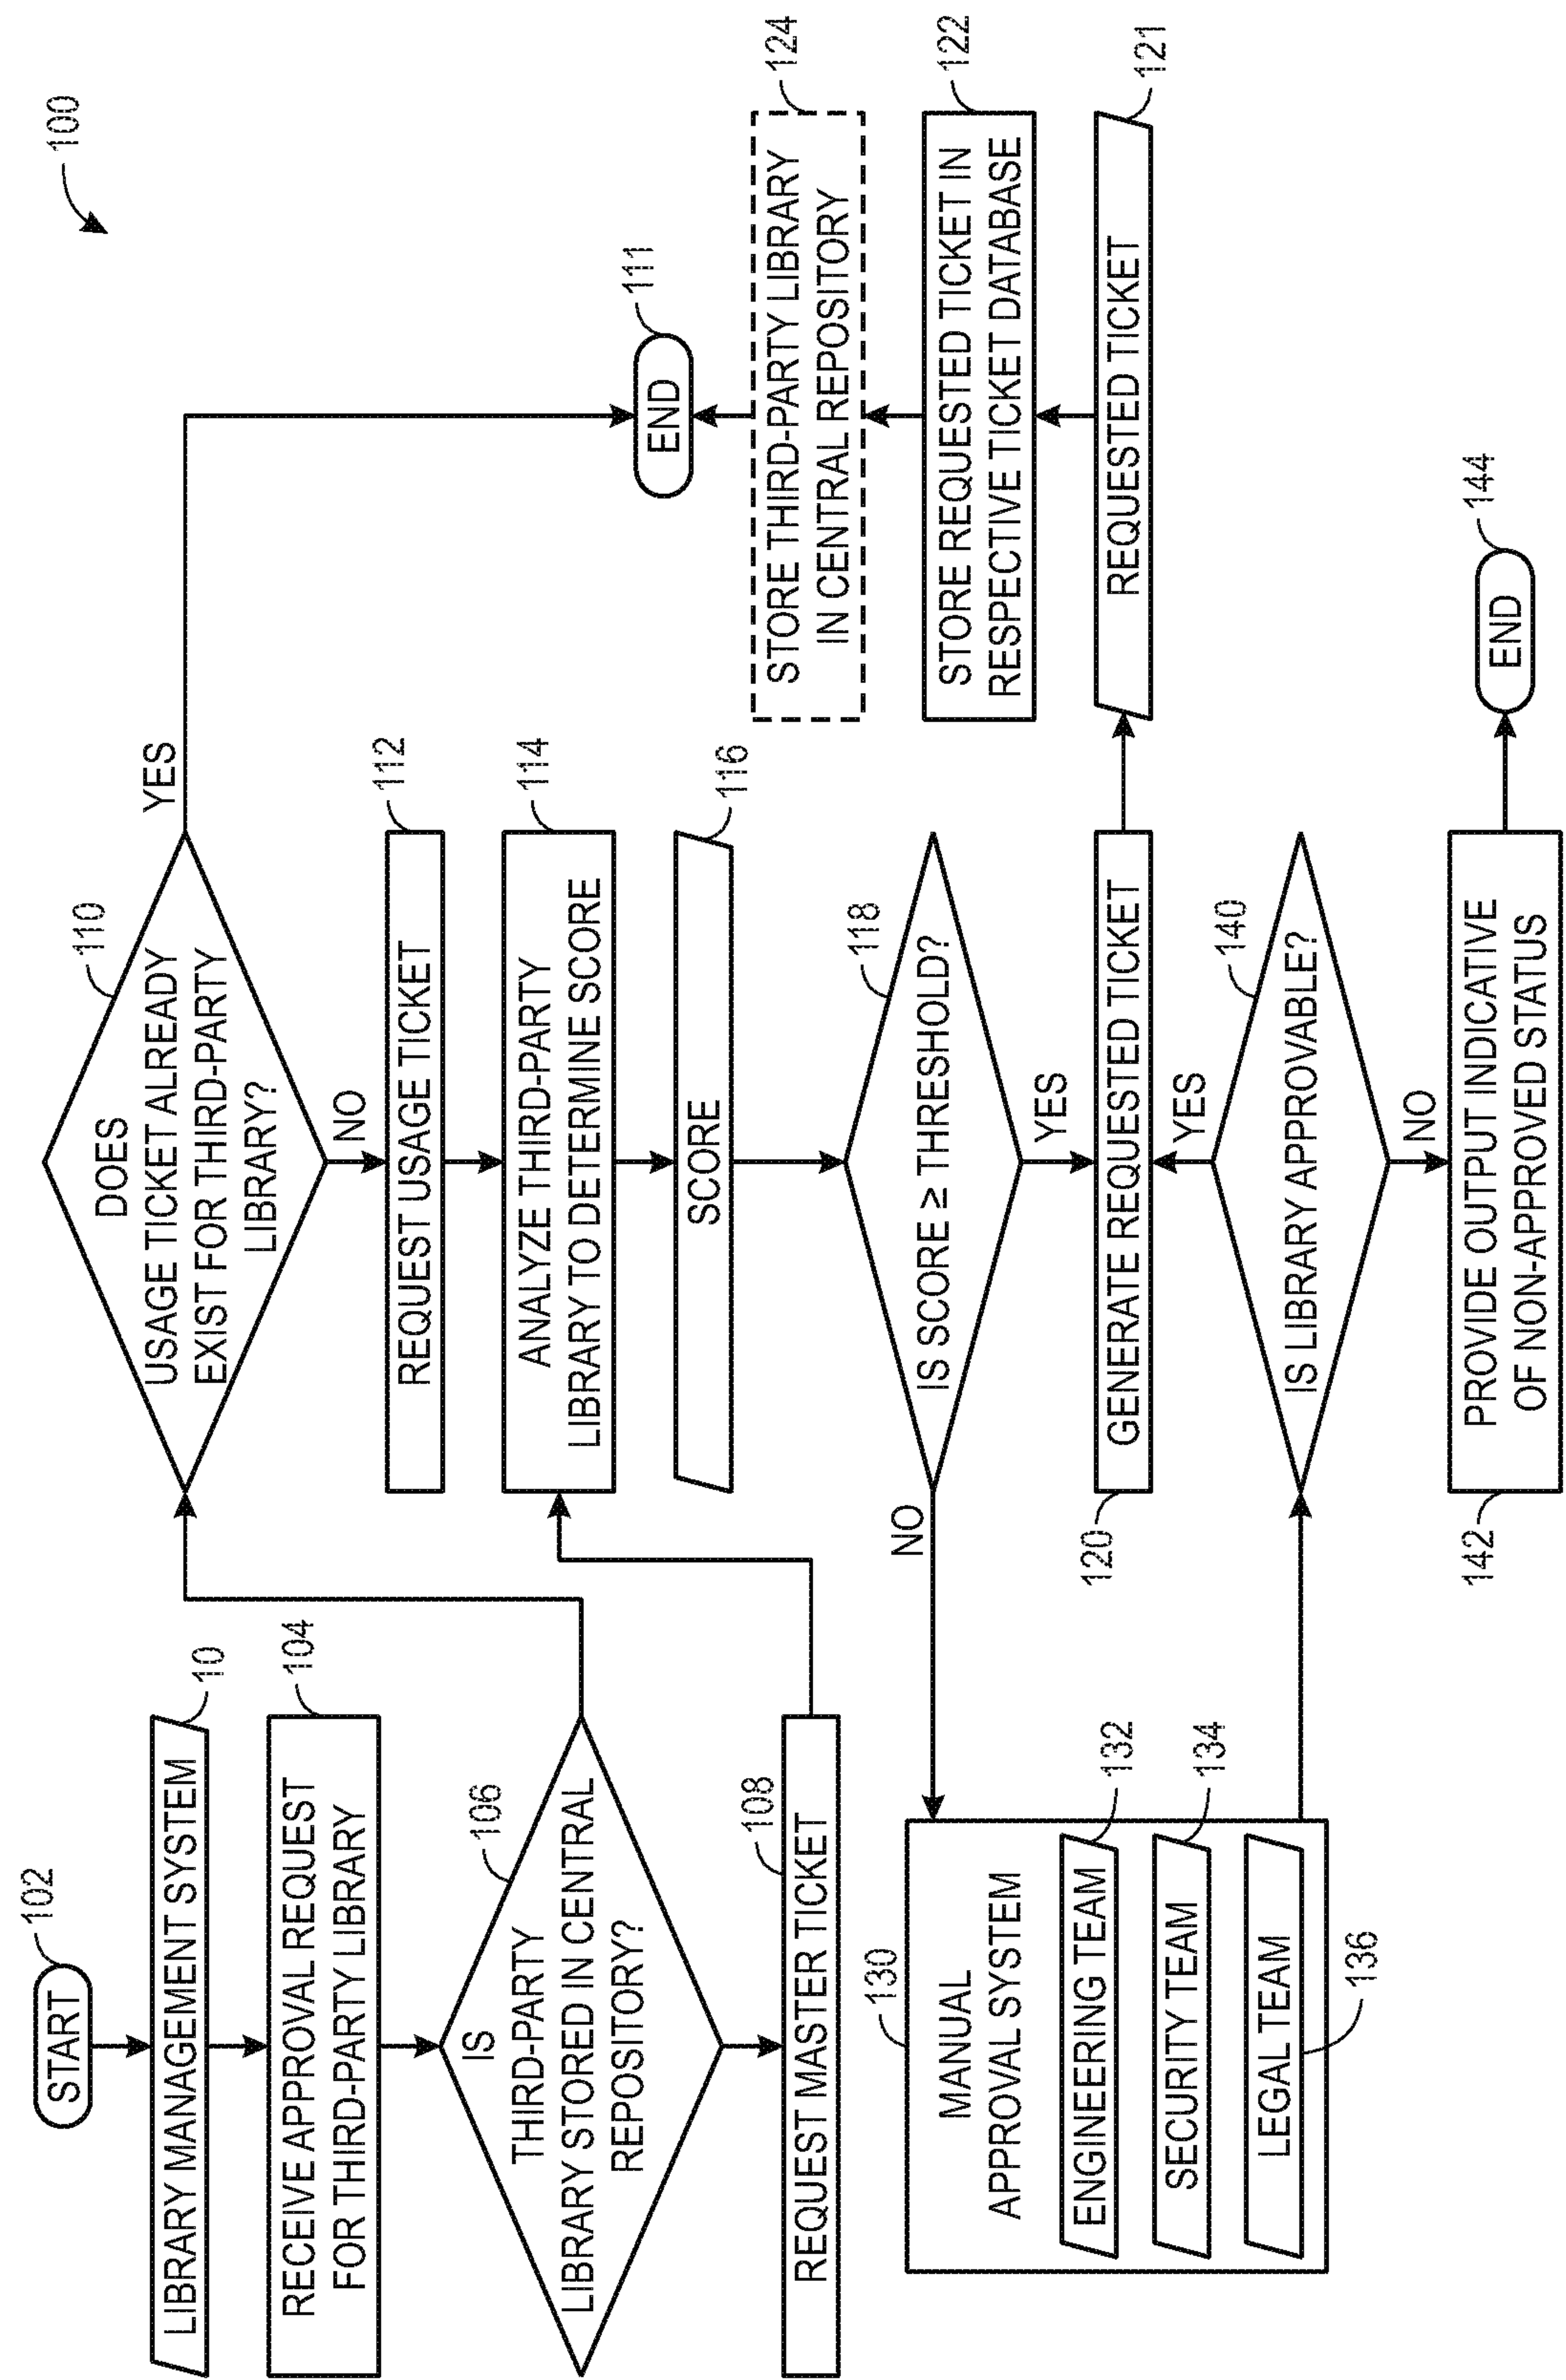 100
START
102
LIBRARY MANAGEMENT SYSTEM
10
RECEIVE APPROVAL REQUEST
FOR THIRD-PARTY LIBRARY
104
IS
THIRD-PARTY
LIBRARY STORED IN CENTRAL
REPOSITORY?
106
REQUEST MASTER TICKET
108
DOES
USAGE TICKET ALREADY
EXIST FOR THIRD-PARTY
LIBRARY?
110
YES
NO
REQUEST USAGE TICKET
112
ANALYZE THIRD-PARTY
LIBRARY TO DETERMINE SCORE
114
SCORE
116
IS SCORE ≥ THRESHOLD?
118
NO
YES
GENERATE REQUESTED TICKET
120
IS LIBRARY APPROVABLE?
140
YES
NO
PROVIDE OUTPUT INDICATIVE
OF NON-APPROVED STATUS
142
END
144
MANUAL
APPROVAL SYSTEM
130
ENGINEERING TEAM
132
SECURITY TEAM
134
LEGAL TEAM
136
END
111
STORE THIRD-PARTY LIBRARY
IN CENTRAL REPOSITORY
124
STORE REQUESTED TICKET IN
RESPECTIVE TICKET DATABASE
122
REQUESTED TICKET
121